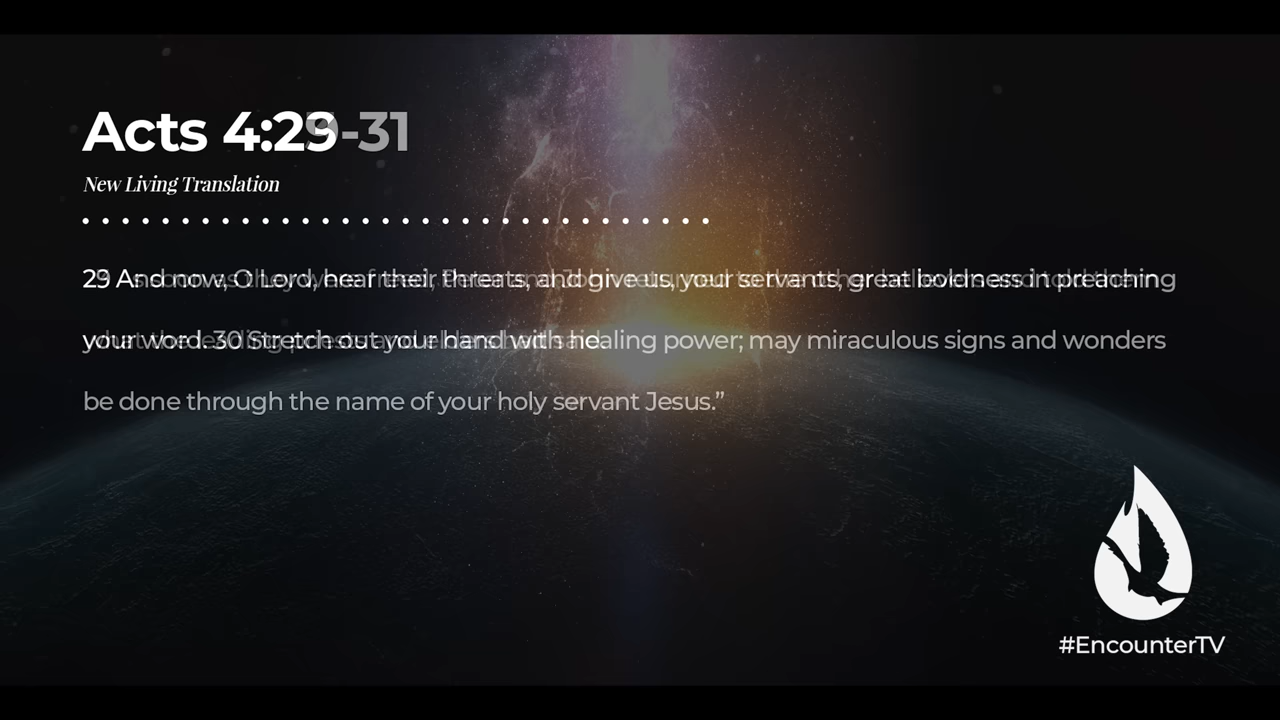 Acts 4:29-31
New Living Translation
29 And now, O Lord, hear their threats, and give us, your servants, great boldness in preaching
your word. 30 Stretch out your hand with healing power; may miraculous signs and wonders
be done through the name of your holy servant Jesus.”
#EncounterTV